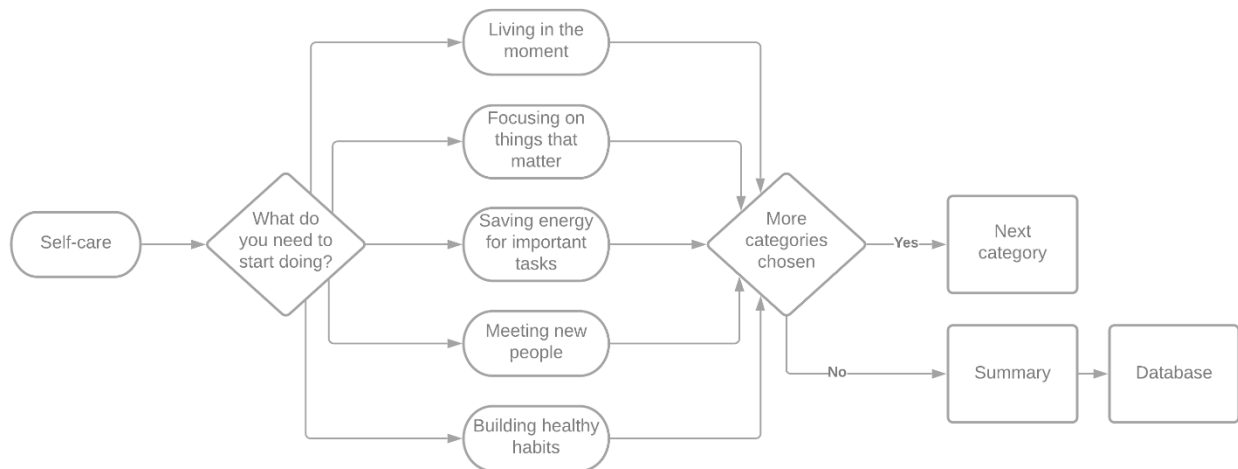 Living in the
moment
Focusing on
things that
matter
Self-care
What do
you need to
start doing?
Saving energy
for important
tasks
More
categories
chosen
Yes
Next
category
Meeting new
people
No
Summary
Database
Building healthy
habits